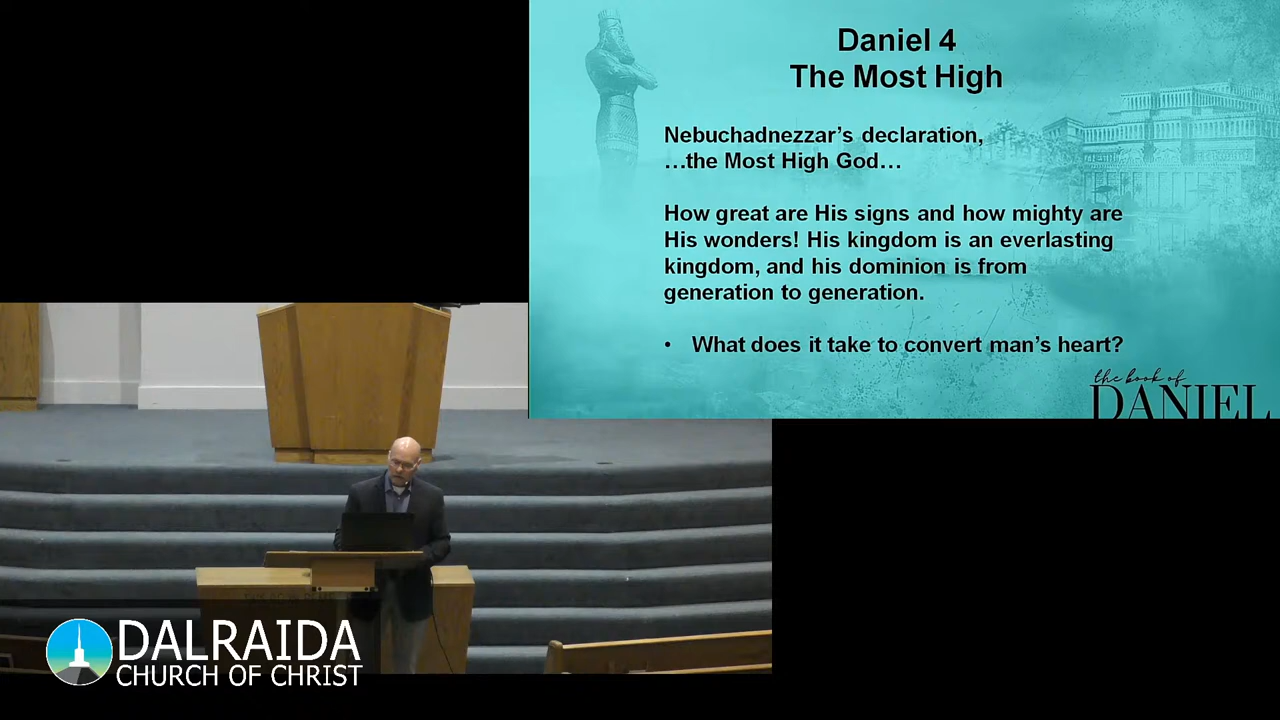 Daniel 4
The Most High
Nebuchadnezzar's declaration,
…the Most High God…
How great are His signs and how mighty are
His wonders! His kingdom is an everlasting
kingdom, and his dominion is from
generation to generation.
• What does it take to convert man's heart?
the book of
DANIEL
DALRAIDA
CHURCH OF CHRIST